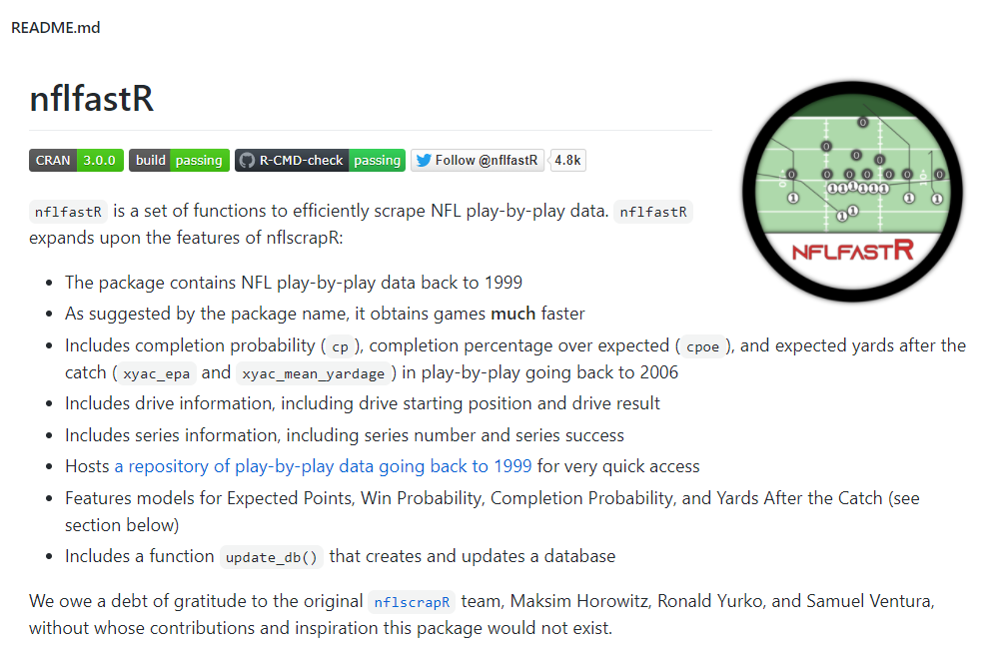 README.md
nflfastR
CRAN 3.0.0 build passing R-CMD-check passing Follow @nflfastR 4.8k
nflfastR is a set of functions to efficiently scrape NFL play-by-play data. nflfastR
expands upon the features of nflscrapR:
• The package contains NFL play-by-play data back to 1999
• As suggested by the package name, it obtains games much faster
• Includes completion probability ( cp ), completion percentage over expected ( cpoe ), and expected yards after the
catch ( xyac_epa and xyac_mean_yardage ) in play-by-play going back to 2006
• Includes drive information, including drive starting position and drive result
• Includes series information, including series number and series success
• Hosts a repository of play-by-play data going back to 1999 for very quick access
• Features models for Expected Points, Win Probability, Completion Probability, and Yards After the Catch (see
section below)
• Includes a function update_db() that creates and updates a database
We owe a debt of gratitude to the original nflscrapR team, Maksim Horowitz, Ronald Yurko, and Samuel Ventura,
without whose contributions and inspiration this package would not exist.
NFLFASTR